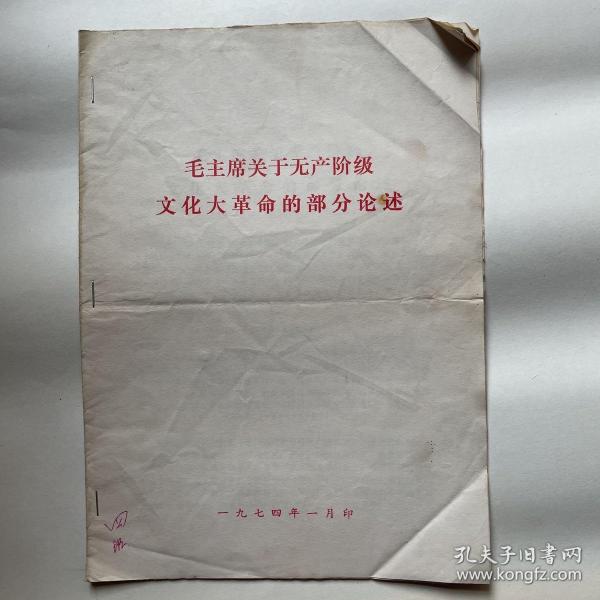 毛主席关于无产阶级
文化大革命的部分论述
一九七四年一月印
孔夫子旧书网
www.kongfz.com